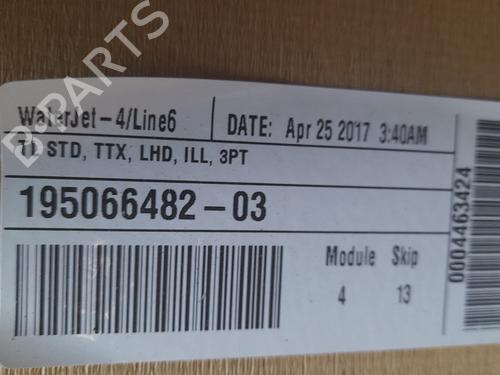 B-PARTS
WaterJet-4/Line6
DATE: Apr 25 2017 3:40AM
STD, TTX, LHD, ILL, 3PT
195066482-03
Module Skip
4 13
0004463424